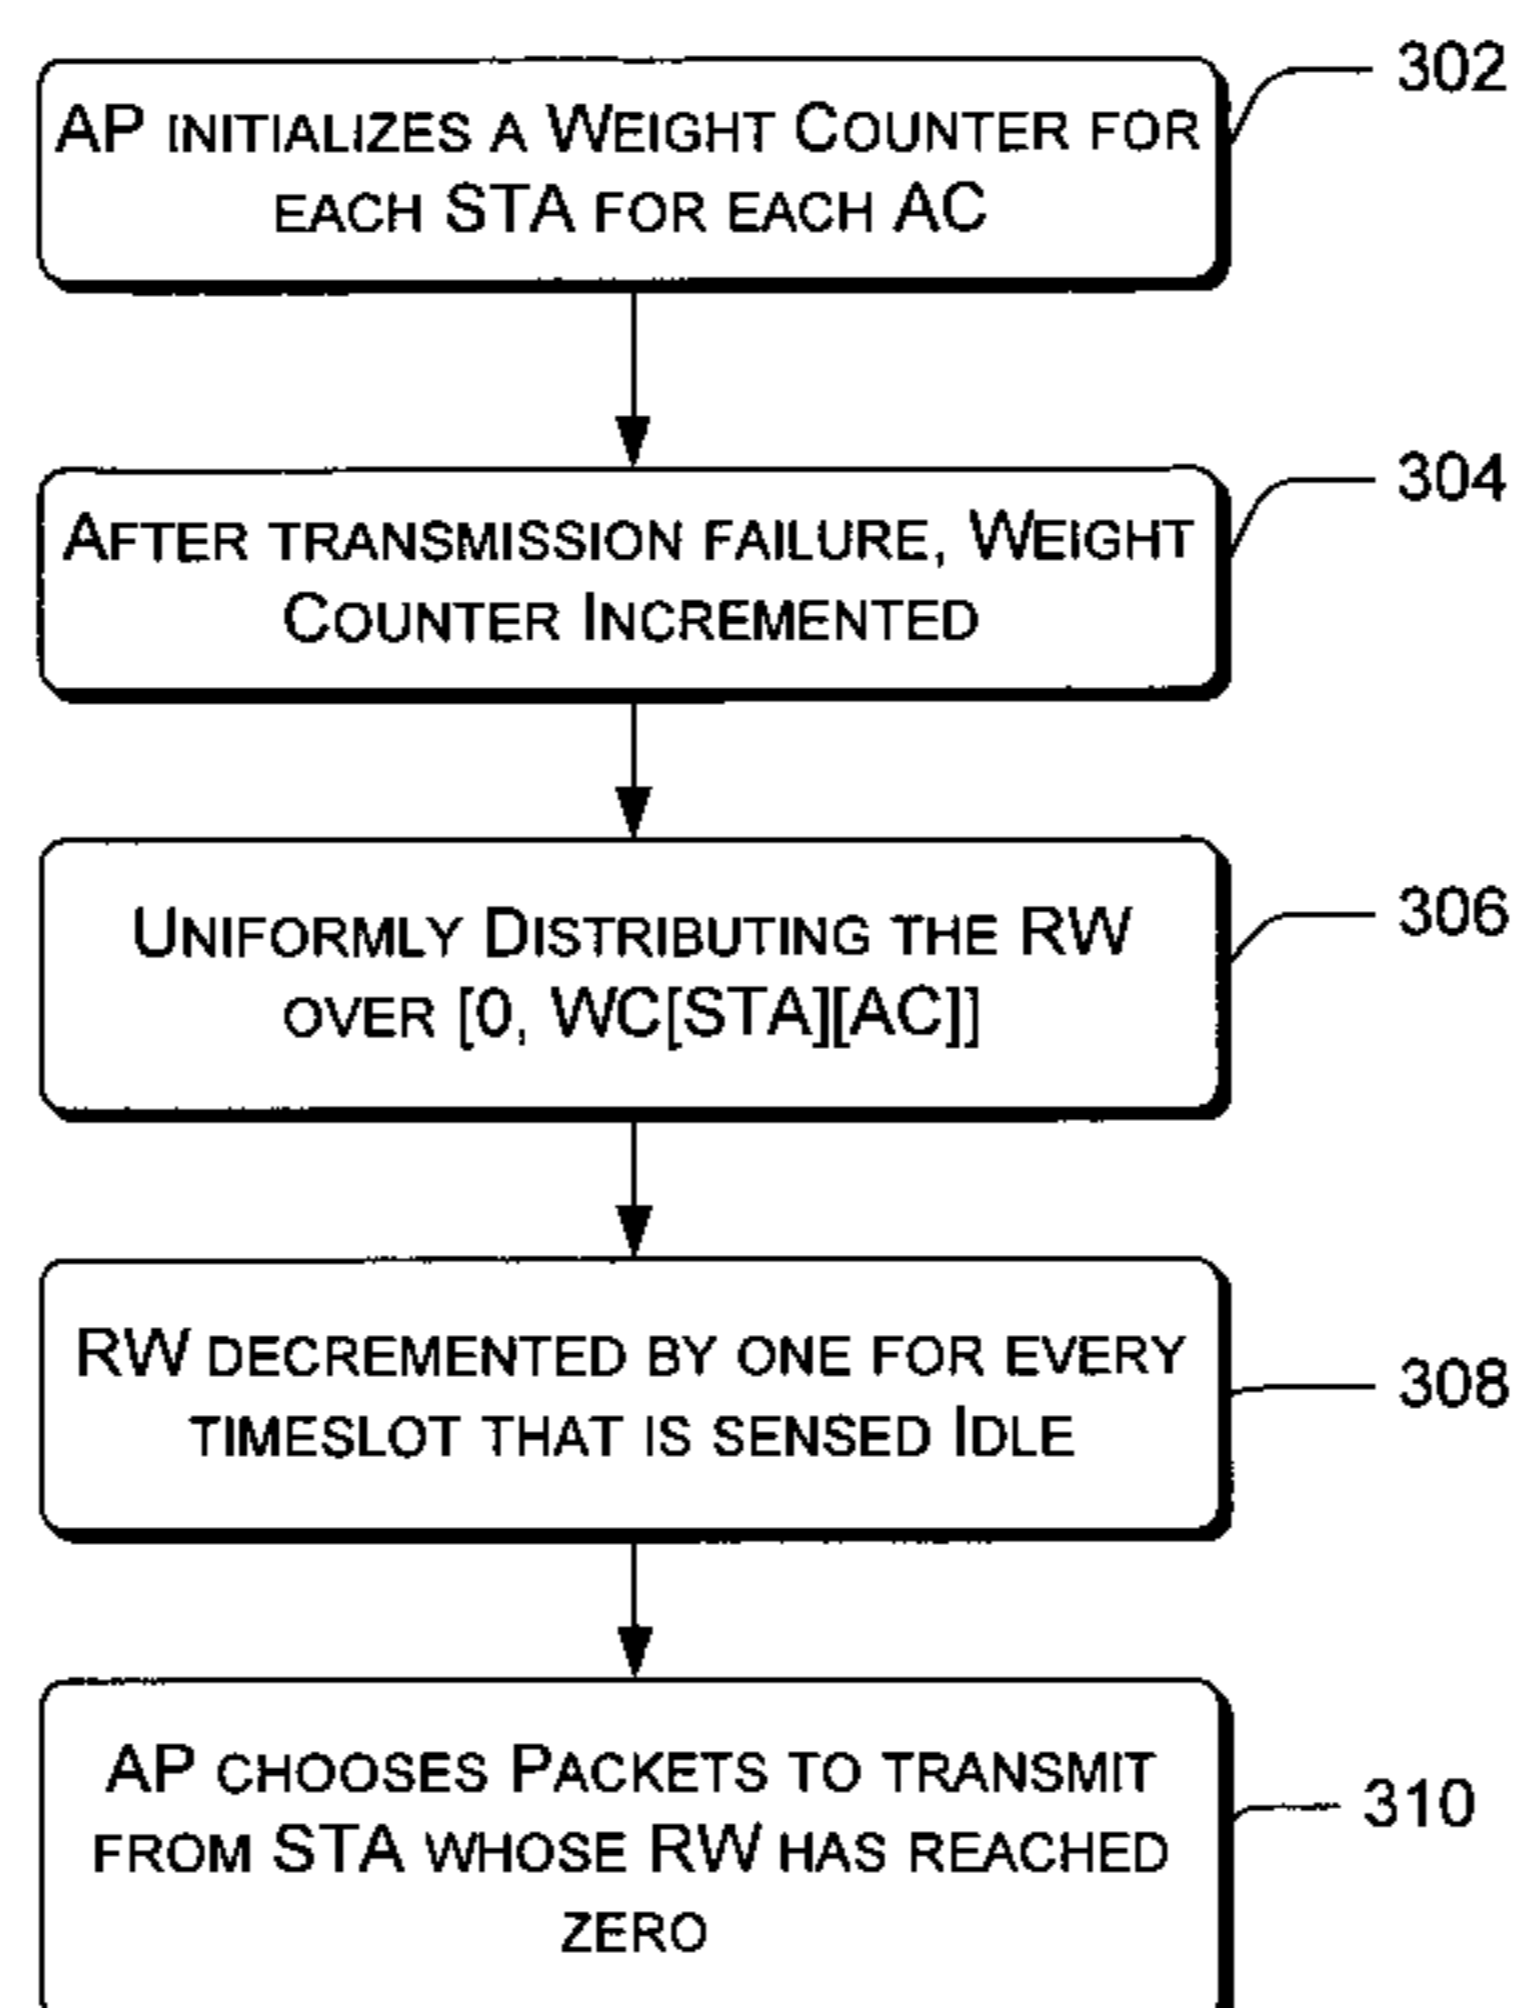 302
AP INITIALIZES A WEIGHT COUNTER FOR
EACH STA FOR EACH AC
304
AFTER TRANSMISSION FAILURE, WEIGHT
COUNTER INCREMENTED
306
UNIFORMLY DISTRIBUTING THE RW
OVER [0, WC[STA][AC]]
308
RW DECREMENTED BY ONE FOR EVERY
TIMESLOT THAT IS SENSED IDLE
310
AP CHOOSES PACKETS TO TRANSMIT
FROM STA WHOSE RW HAS REACHED
ZERO